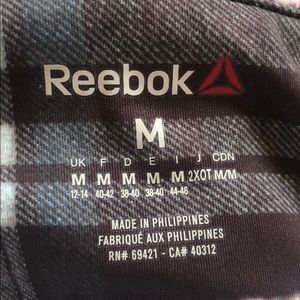 Reebok
M
UK F D E I J CDN
M M M M M 2XOT M/M
12-14 40-42 38-40 38-40 44-46
MADE IN PHILIPPINES
FABRIQUÉ AUX PHILIPPINES
RN# 69421 - CA# 40312